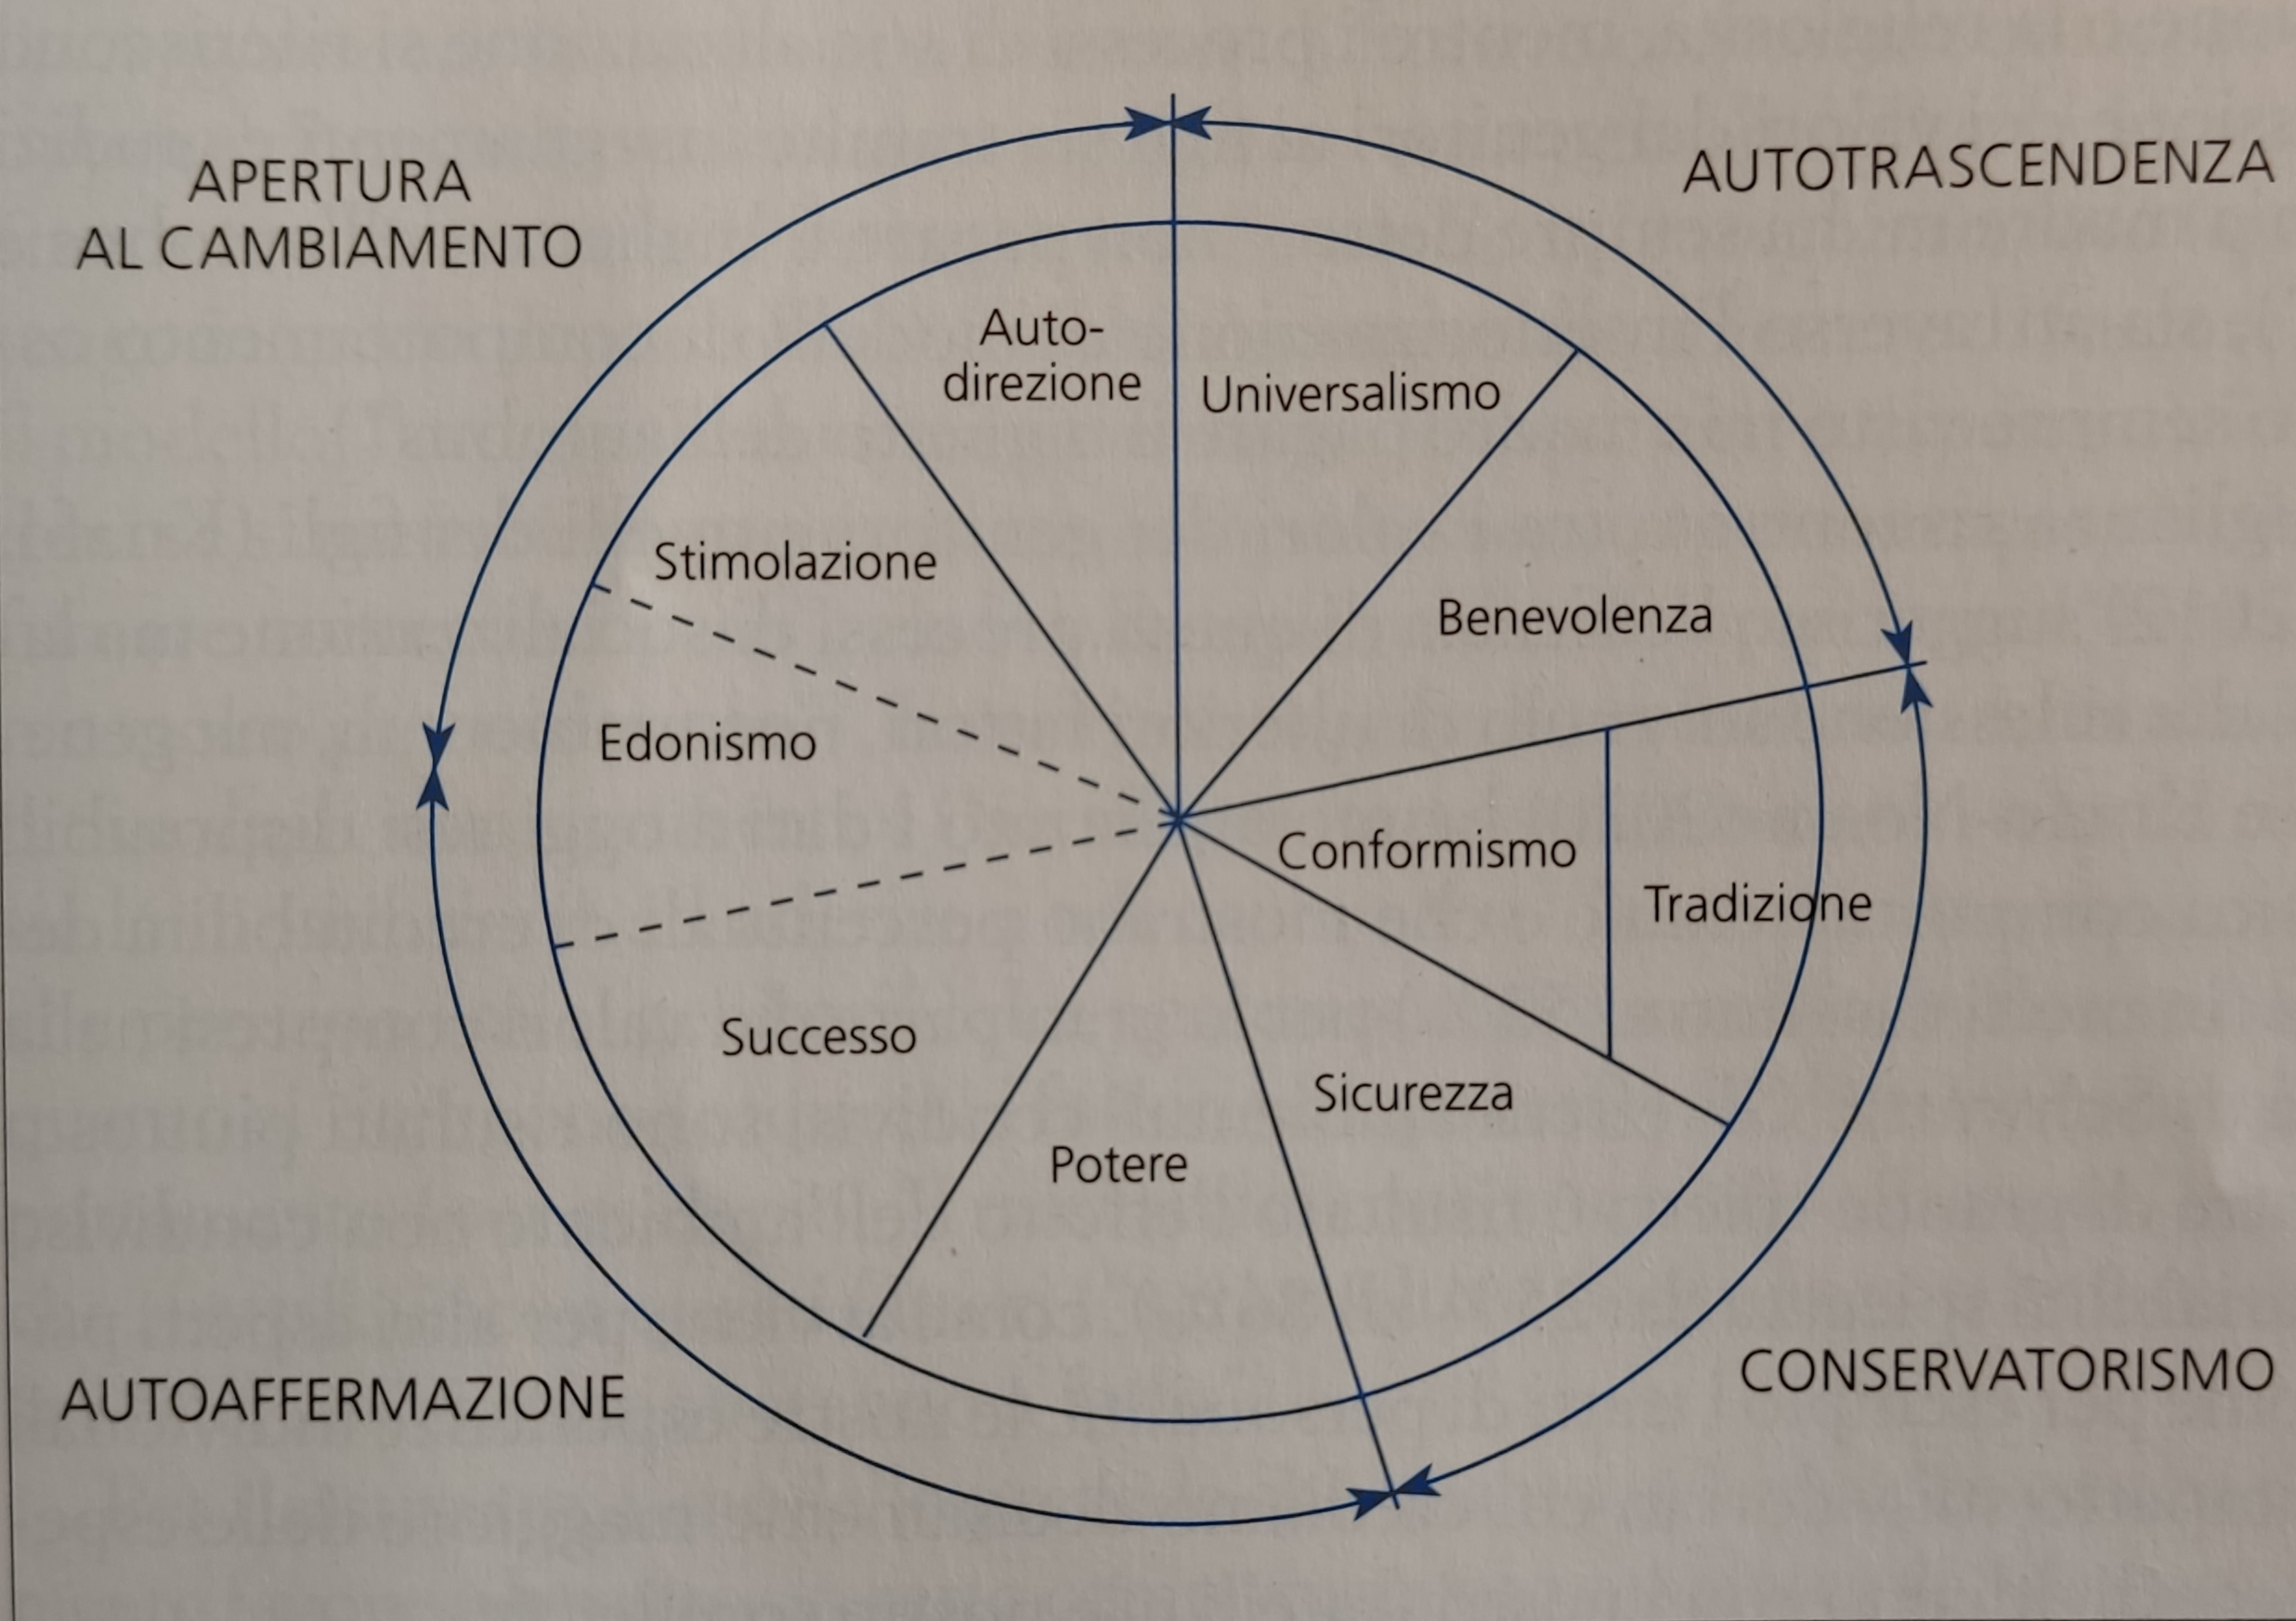 APERTURA
AL CAMBIAMENTO
AUTOTRASCENDENZA
Auto-
direzione
Universalismo
Stimolazione
Benevolenza
Edonismo
Conformismo
Tradizione
Successo
Sicurezza
Potere
AUTOAFFERMAZIONE
CONSERVATORISMO